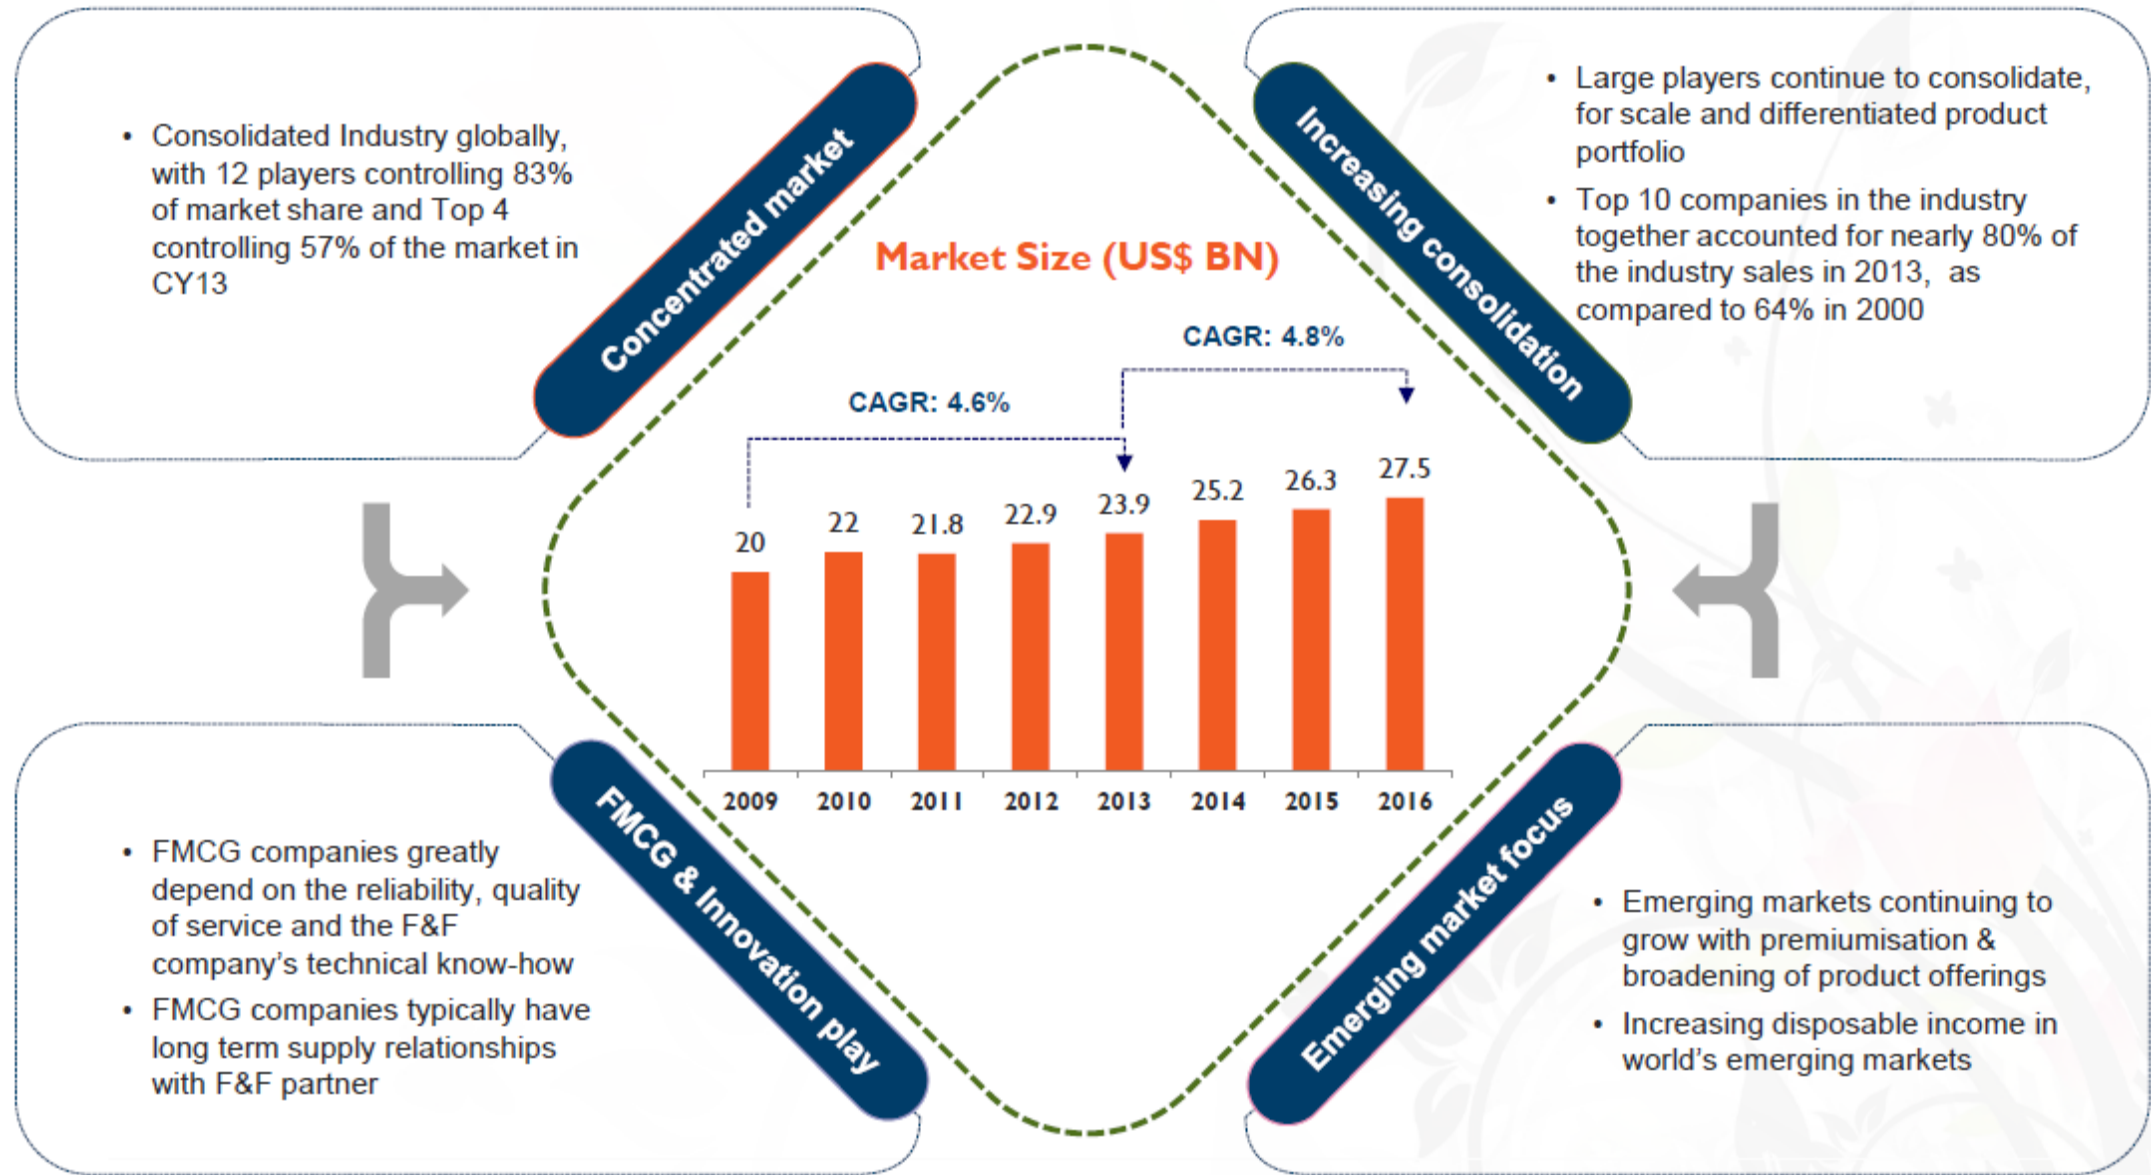 • Consolidated Industry globally,
with 12 players controlling 83%
of market share and Top 4
controlling 57% of the market in
CY13
Concentrated market
Increasing consolidation
• Large players continue to consolidate,
for scale and differentiated product
portfolio
• Top 10 companies in the industry
together accounted for nearly 80% of
the industry sales in 2013, as
compared to 64% in 2000
Market Size (US$ BN)
CAGR: 4.8%
CAGR: 4.6%
20 22 21.8 22.9 23.9 25.2 26.3 27.5
2009 2010 2011 2012 2013 2014 2015 2016
FMCG & Innovation play
• FMCG companies greatly
depend on the reliability, quality
of service and the F&F
company's technical know-how
• FMCG companies typically have
long term supply relationships
with F&F partner
Emerging market focus
• Emerging markets continuing to
grow with premiumisation &
broadening of product offerings
• Increasing disposable income in
world's emerging markets